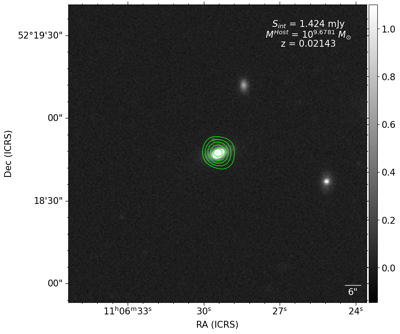 S_int = 1.424 mJy
M^Host = 10^9.6781 M_⊙
z = 0.02143
52°19'30"
00"
18'30"
00"
Dec (ICRS)
1.0
0.8
0.6
0.4
0.2
0.0
6"
11ʰ06ᵐ33ˢ
30ˢ
27ˢ
24ˢ
RA (ICRS)